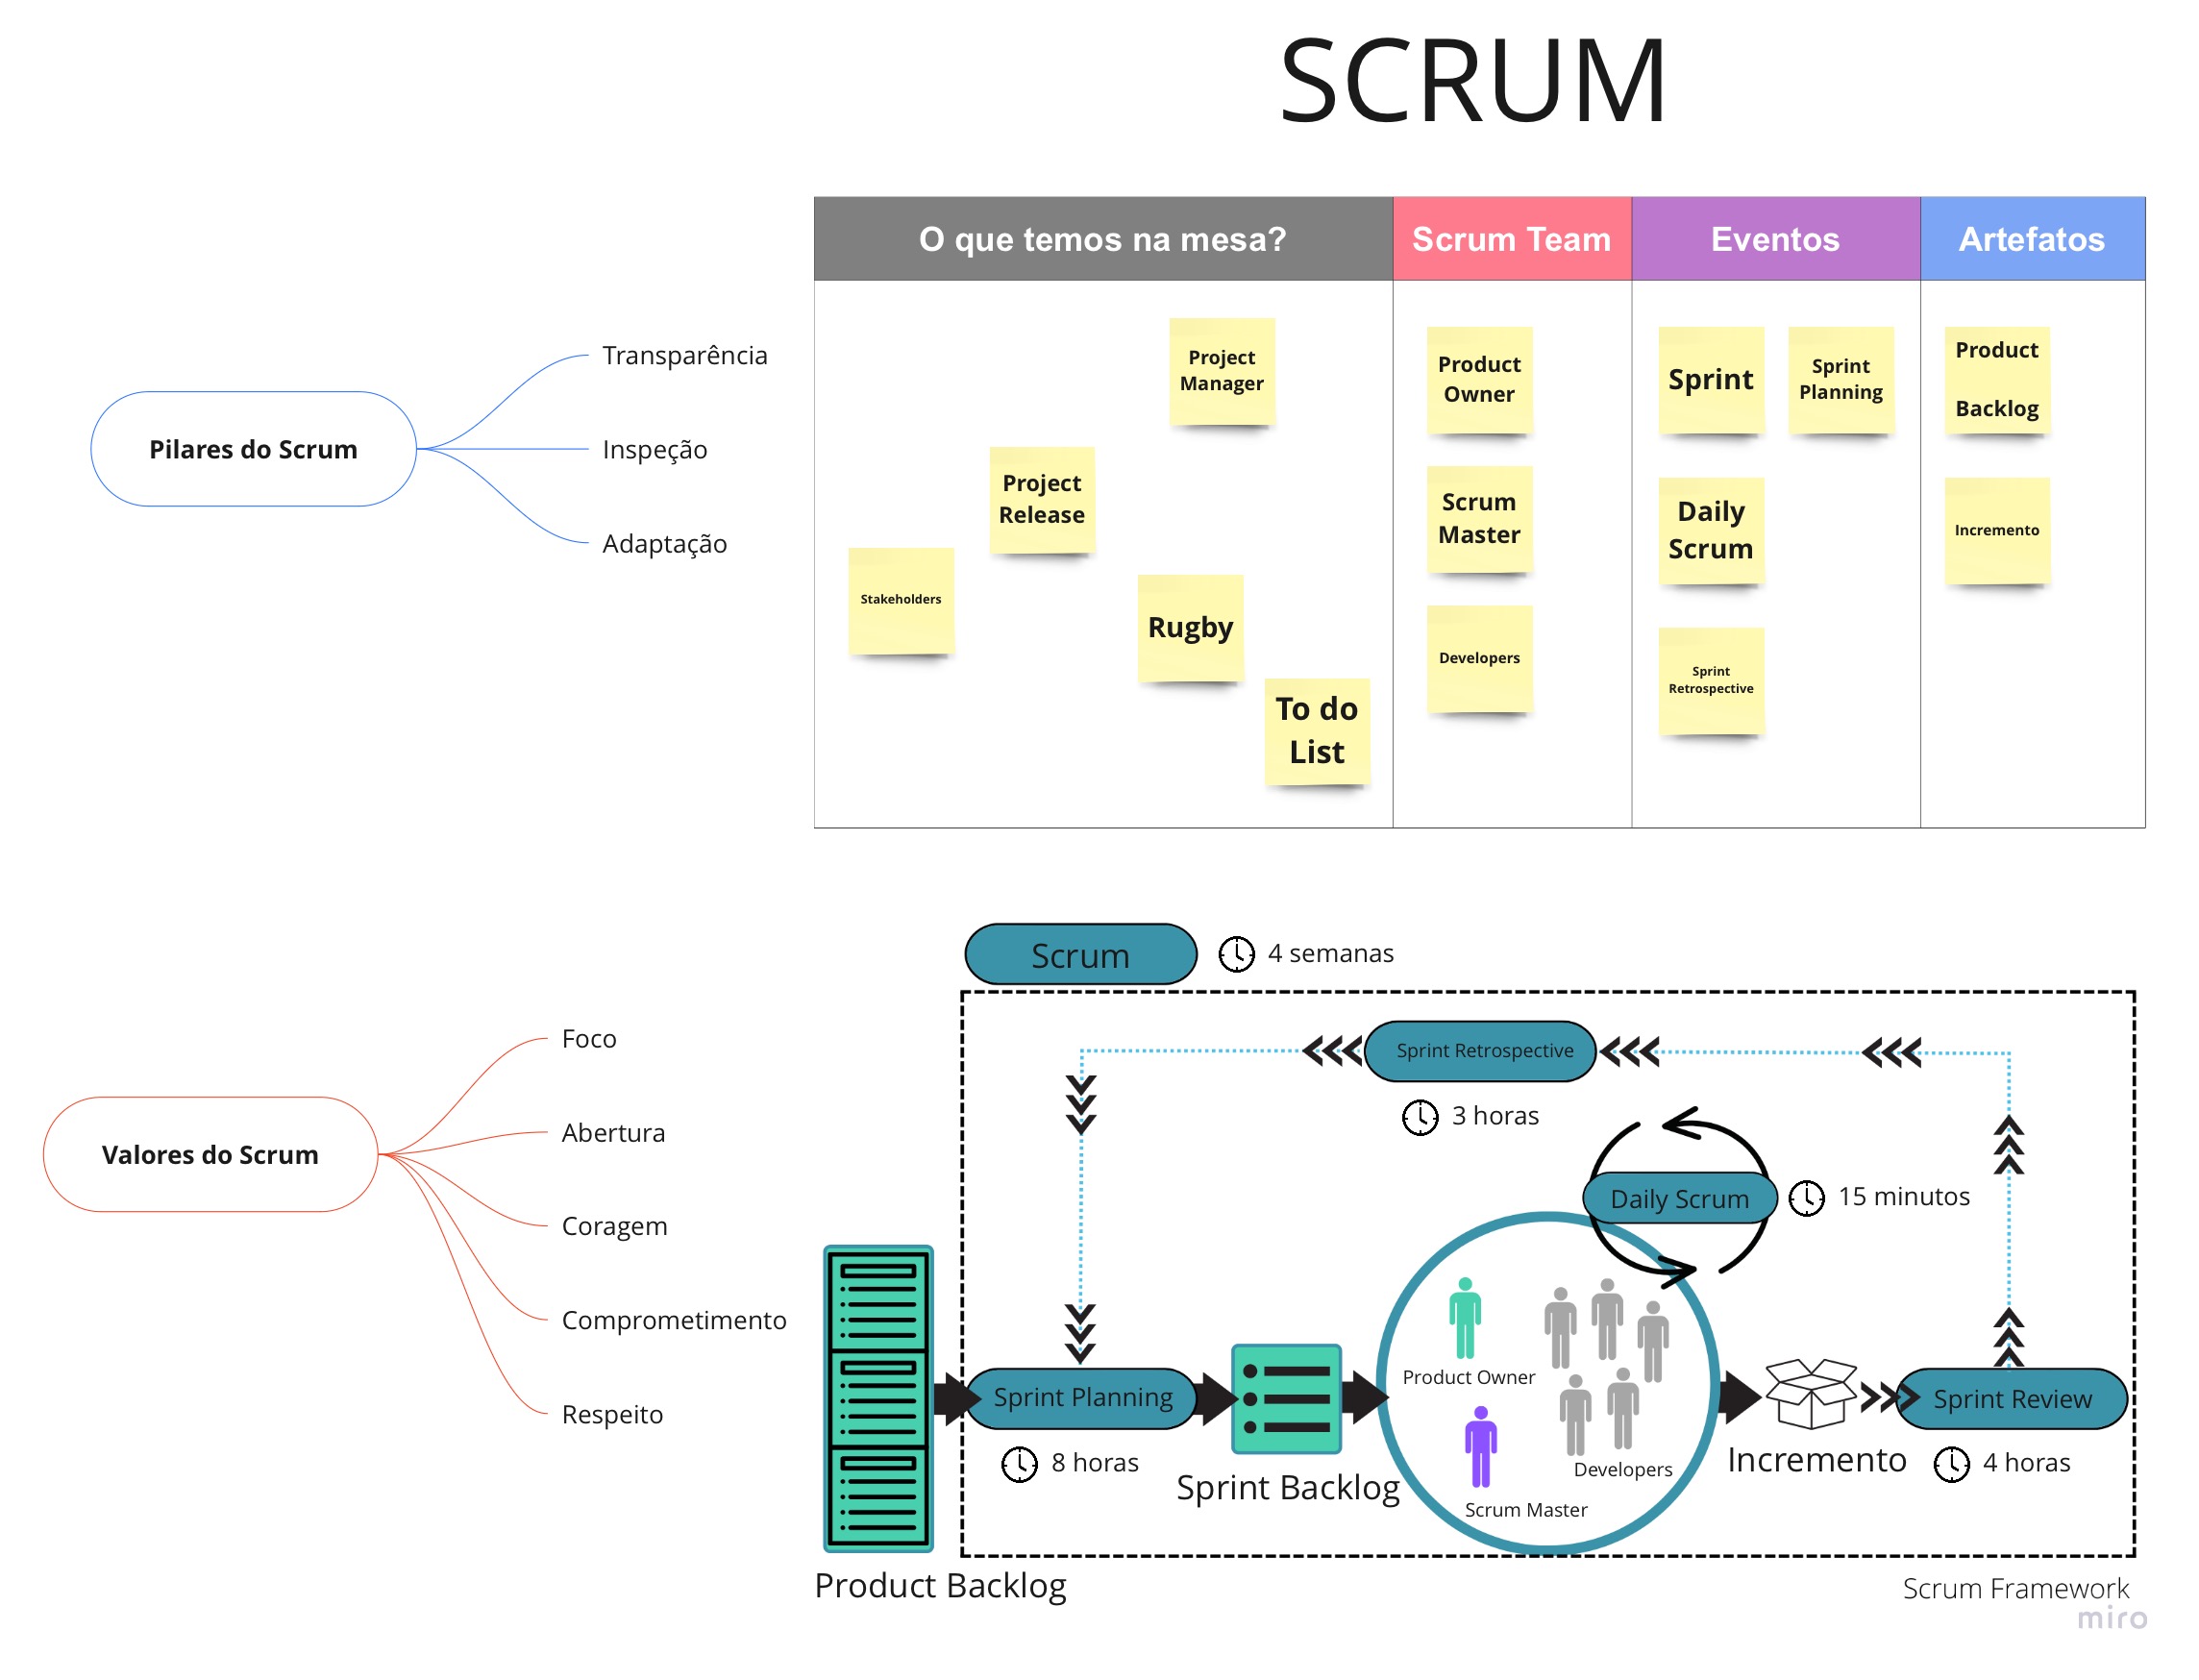 SCRUM
O que temos na mesa?
Scrum Team
Eventos
Artefatos
Project
Manager
Project
Release
Stakeholders
Rugby
To do
List
Product
Owner
Scrum
Master
Developers
Sprint
Sprint
Planning
Daily
Scrum
Sprint
Retrospective
Product
Backlog
Incremento
Pilares do Scrum
Transparência
Inspeção
Adaptação
Valores do Scrum
Foco
Abertura
Coragem
Comprometimento
Respeito
Scrum
4 semanas
Sprint Retrospective
3 horas
Daily Scrum
15 minutos
Product Backlog
Sprint Planning
8 horas
Sprint Backlog
Product Owner
Developers
Scrum Master
Incremento
Sprint Review
4 horas
Scrum Framework
miro